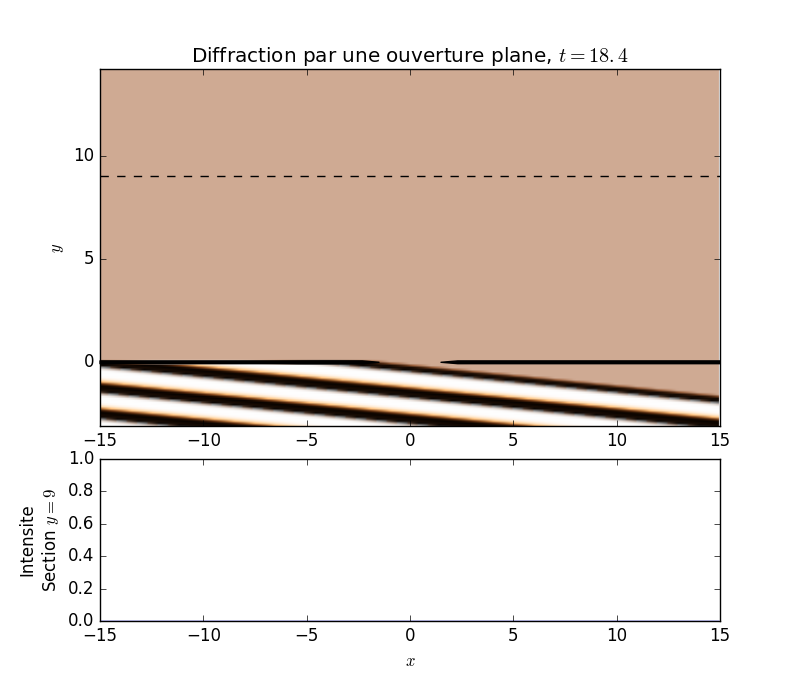 Diffraction par une ouverture plane, t = 18.4
10
5
0
y
−15 −10 −5 0 5 10 15
1.0
0.8
0.6
0.4
0.2
0.0
Intensite
Section y = 9
−15 −10 −5 0 5 10 15
x